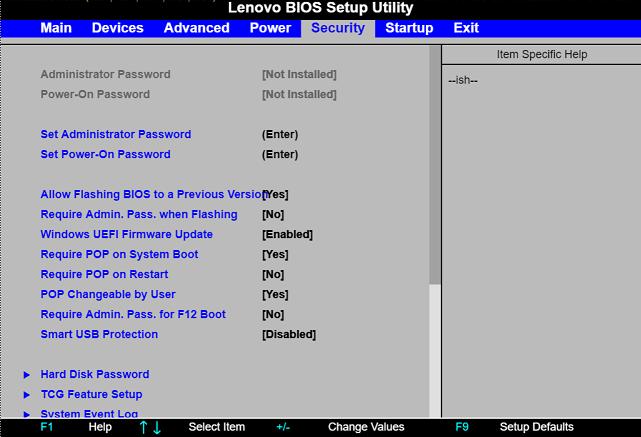 Lenovo BIOS Setup Utility
Main Devices Advanced Power Security Startup Exit
Item Specific Help
--ish--
Administrator Password [Not Installed]
Power-On Password [Not Installed]
Set Administrator Password (Enter)
Set Power-On Password (Enter)
Allow Flashing BIOS to a Previous Version [Yes]
Require Admin. Pass. when Flashing [No]
Windows UEFI Firmware Update [Enabled]
Require POP on System Boot [Yes]
Require POP on Restart [No]
POP Changeable by User [Yes]
Require Admin. Pass. for F12 Boot [No]
Smart USB Protection [Disabled]
Hard Disk Password
TCG Feature Setup
System Event Log
F1 Help ↑↓ Select Item +/- Change Values F9 Setup Defaults